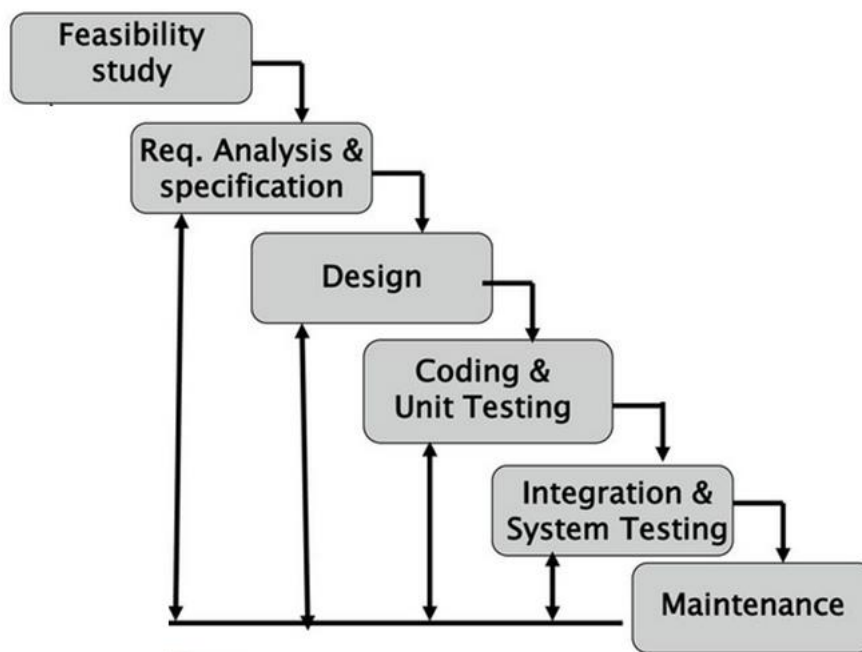 Feasibility
study
Req. Analysis &
specification
Design
Coding &
Unit Testing
Integration &
System Testing
Maintenance